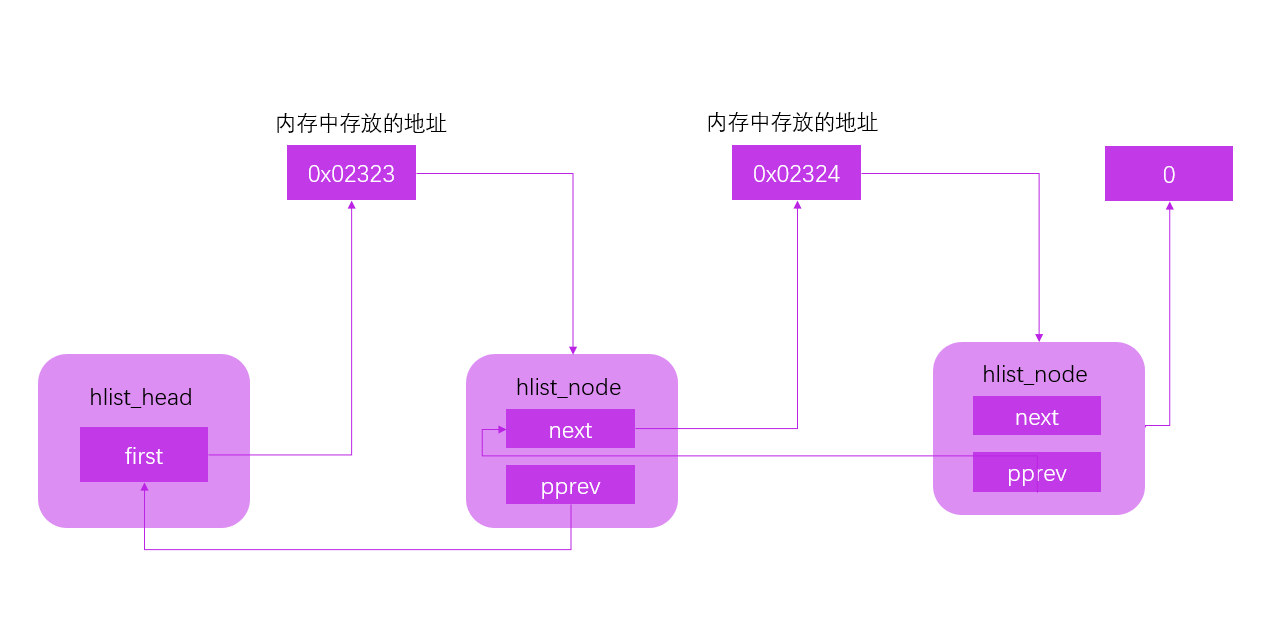 内存中存放的地址
内存中存放的地址
0x02323
0x02324
0
hlist_head
first
hlist_node
next
pprev
hlist_node
next
pprev